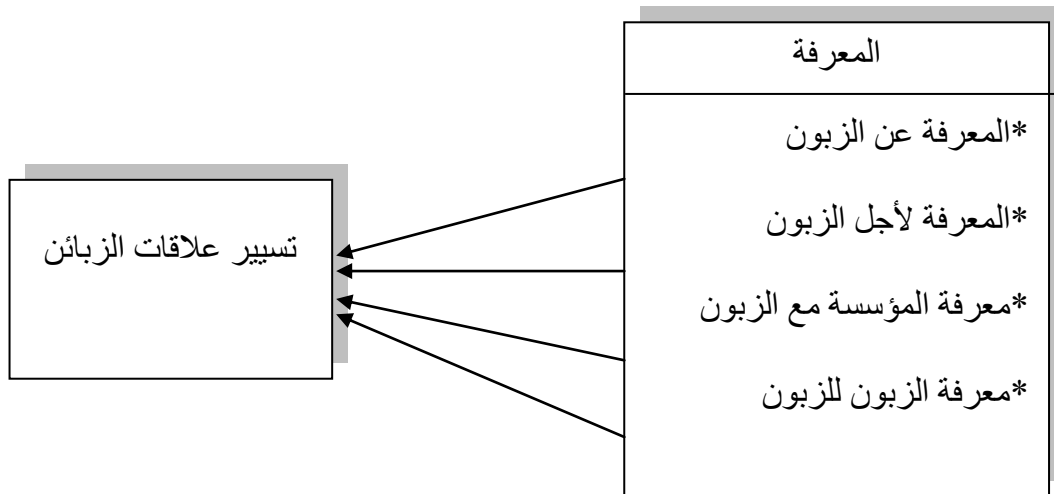 المعرفة
*المعرفة عن الزبون
*المعرفة لأجل الزبون
*معرفة المؤسسة مع الزبون
*معرفة الزبون للزبون
تسيير علاقات الزبائن